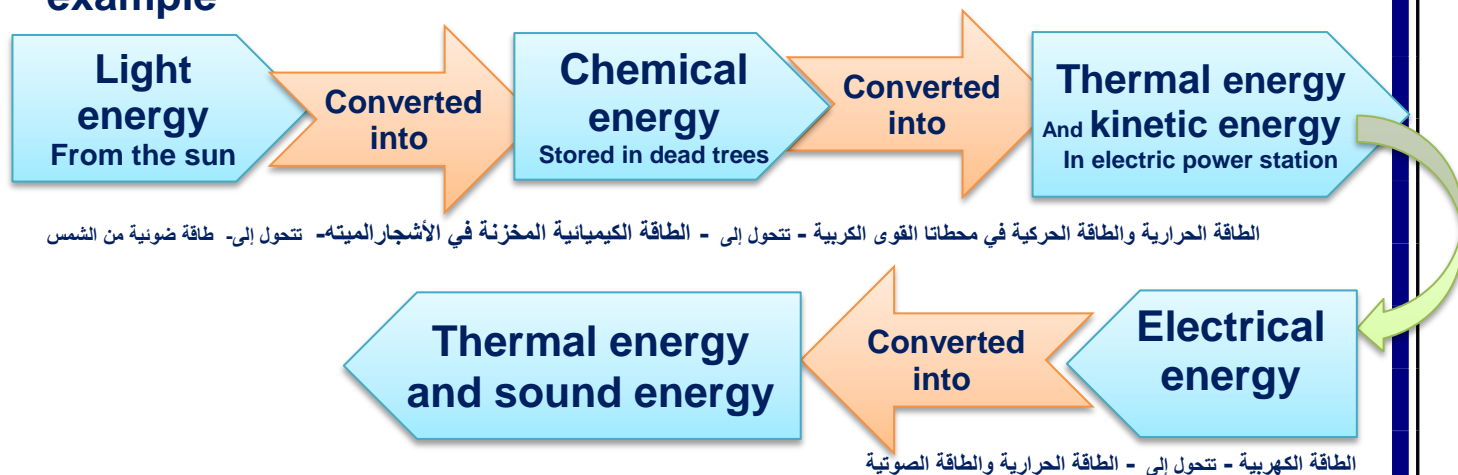 example
Light
energy
From the sun
Converted
into
Chemical
energy
Stored in dead trees
Converted
into
Thermal energy
And kinetic energy
In electric power station
الطاقة الحرارية والطاقة الحركية في محطاتا القوى الكربية - تتحول إلى - الطاقة الكيميائية المخزنة في الأشجارالميته- تتحول إلى- طاقة ضوئية من الشمس
Electrical
energy
Converted
into
Thermal energy
and sound energy
الطاقة الكهربية - تتحول إلى - الطاقة الحرارية والطاقة الصوتية